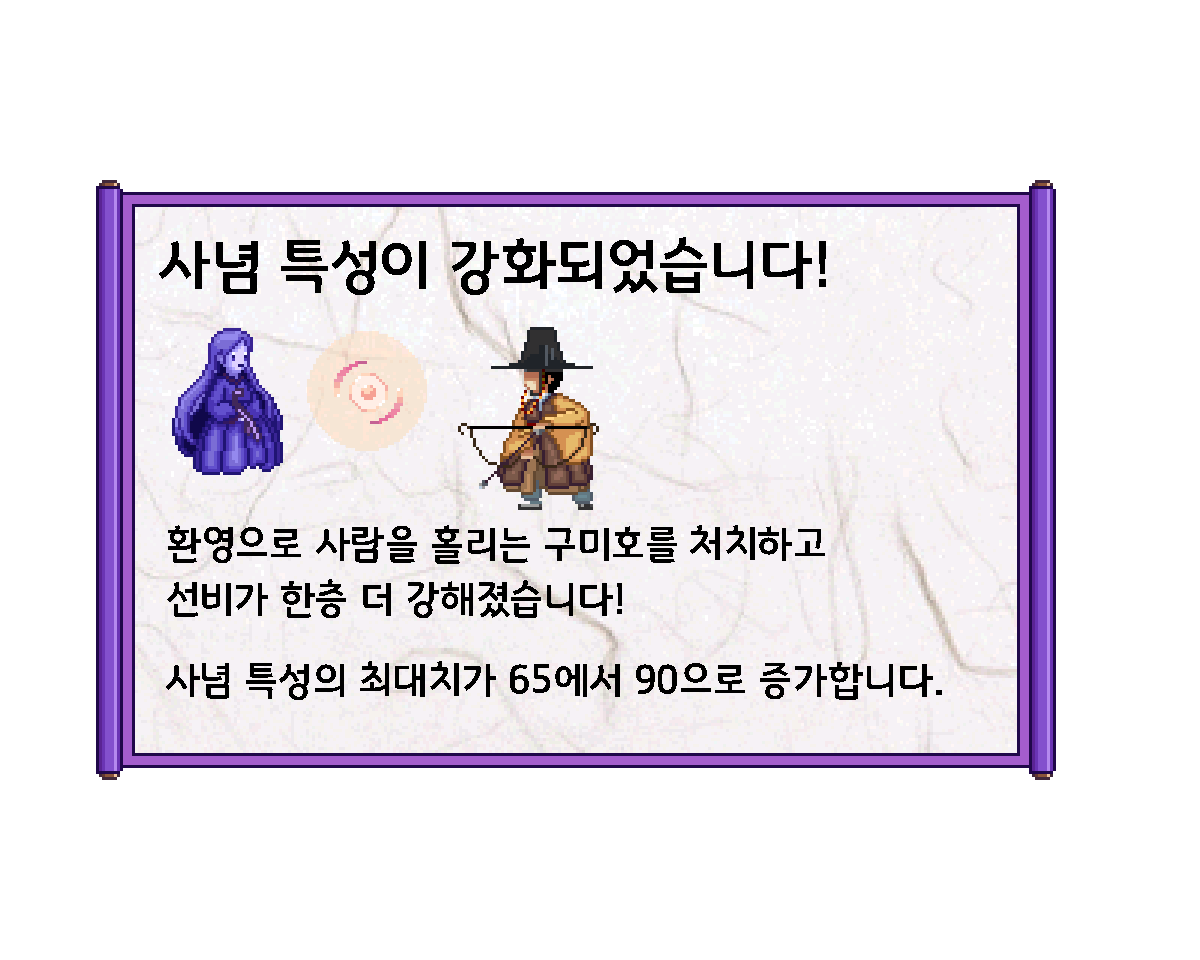 사념 특성이 강화되었습니다!
환영으로 사람을 홀리는 구미호를 처치하고
선비가 한층 더 강해졌습니다!
사념 특성의 최대치가 65에서 90으로 증가합니다.